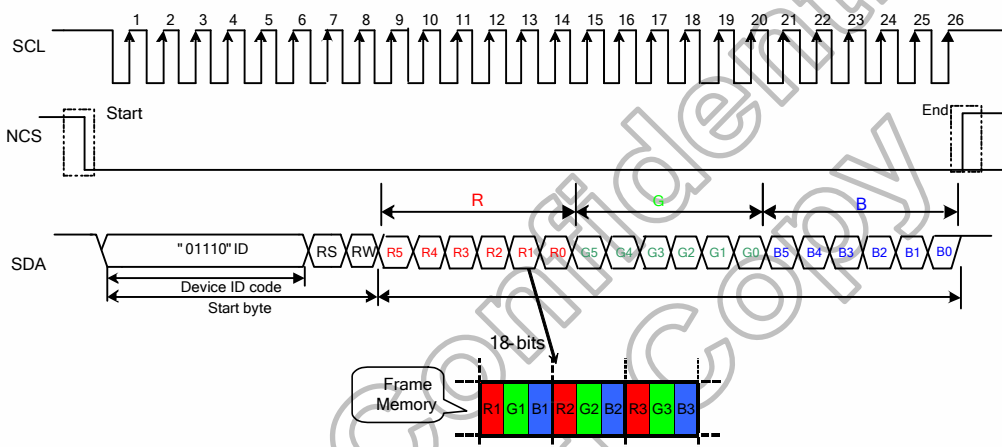 1 2 3 4 5 6 7 8 9 10 11 12 13 14 15 16 17 18 19 20 21 22 23 24 25 26
SCL
Start
End
NCS
R G B
SDA
"01110" ID RS RW R5 R4 R3 R2 R1 R0 G5 G4 G3 G2 G1 G0 B5 B4 B3 B2 B1 B0
Device ID code
Start byte
18-bits
Frame
Memory
R1 G1 B1 R2 G2 B2 R3 G3 B3
Confidential
Copy